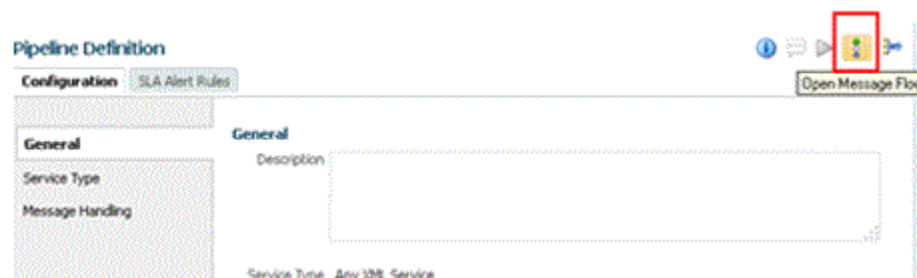 Pipeline Definition
Configuration SLA Alert Rules
Open Message Flo
General
General
Description
Service Type
Message Handling
Service Type Any XML Service